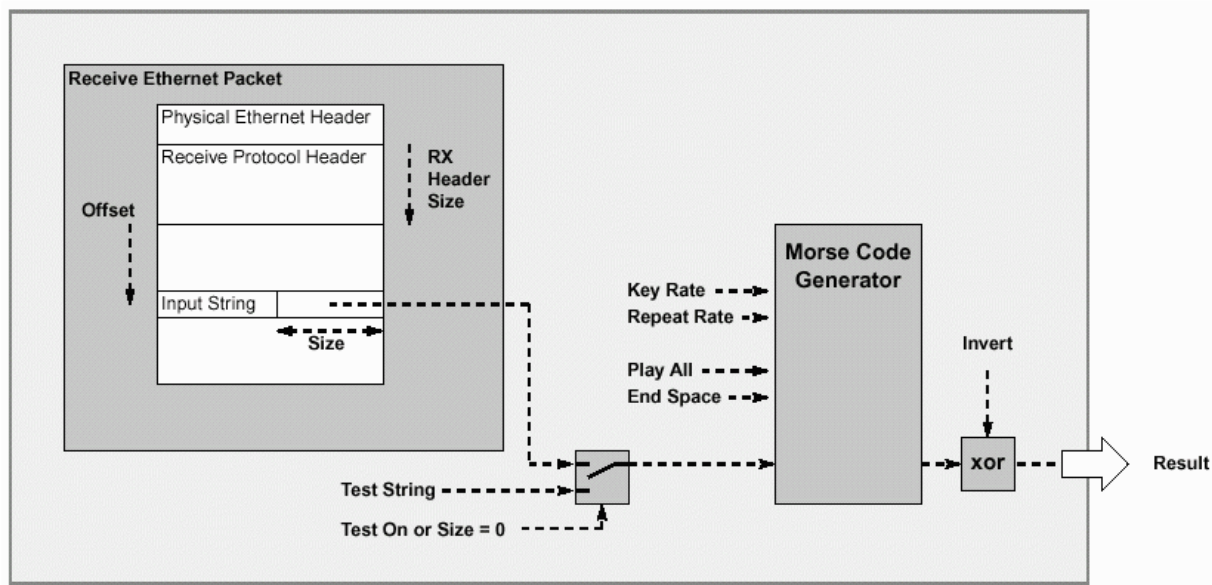 Receive Ethernet Packet
Physical Ethernet Header
Receive Protocol Header
RX
Header
Size
Offset
Input String
Size
Morse Code
Generator
Key Rate
Repeat Rate
Play All
End Space
Invert
xor
Result
Test String
Test On or Size = 0